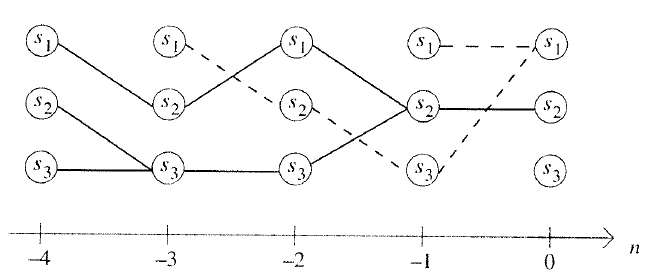 s₁ s₁ s₁ s₁ s₁
s₂ s₂ s₂ s₂ s₂
s₃ s₃ s₃ s₃ s₃
−4 −3 −2 −1 0 n